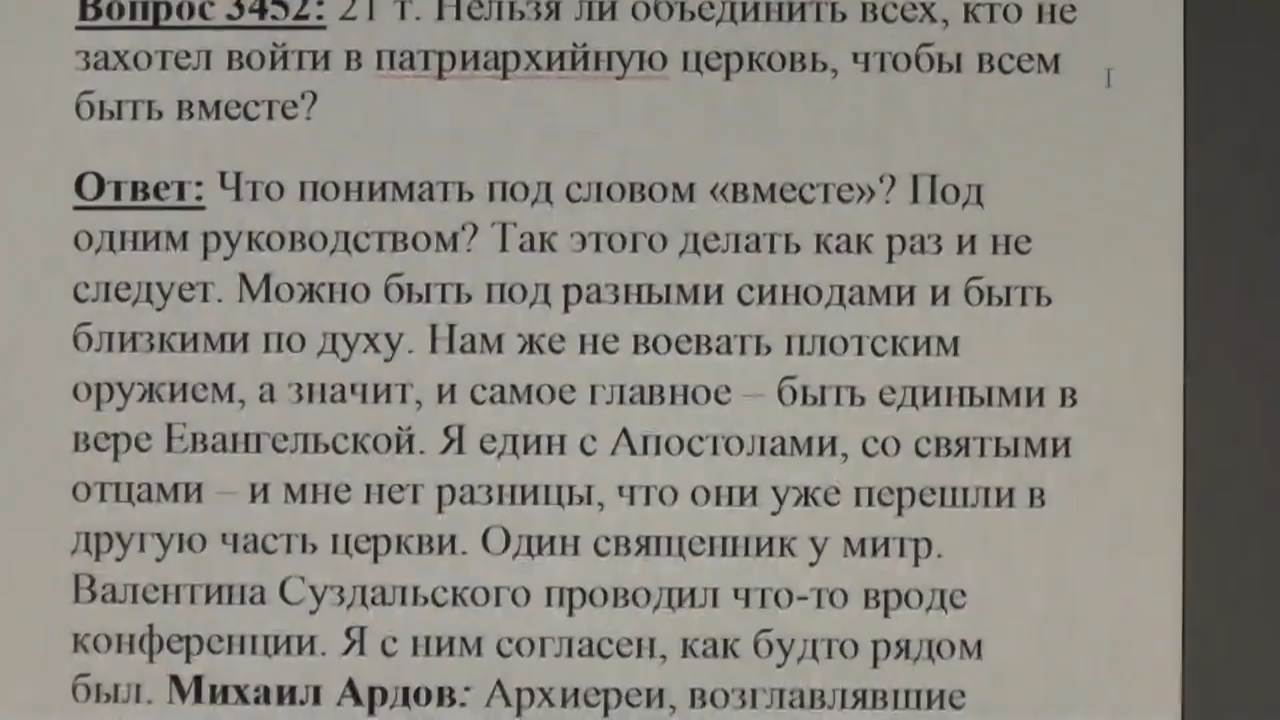 Вопрос 3452: 21 т. Нельзя ли объединить всех, кто не
захотел войти в патриархийную церковь, чтобы всем
быть вместе?
Ответ: Что понимать под словом «вместе»? Под
одним руководством? Так этого делать как раз и не
следует. Можно быть под разными синодами и быть
близкими по духу. Нам же не воевать плотским
оружием, а значит, и самое главное – быть едиными в
вере Евангельской. Я един с Апостолами, со святыми
отцами – и мне нет разницы, что они уже перешли в
другую часть церкви. Один священник у митр.
Валентина Суздальского проводил что-то вроде
конференции. Я с ним согласен, как будто рядом
был. Михаил Ардов: Архиереи, возглавлявшие